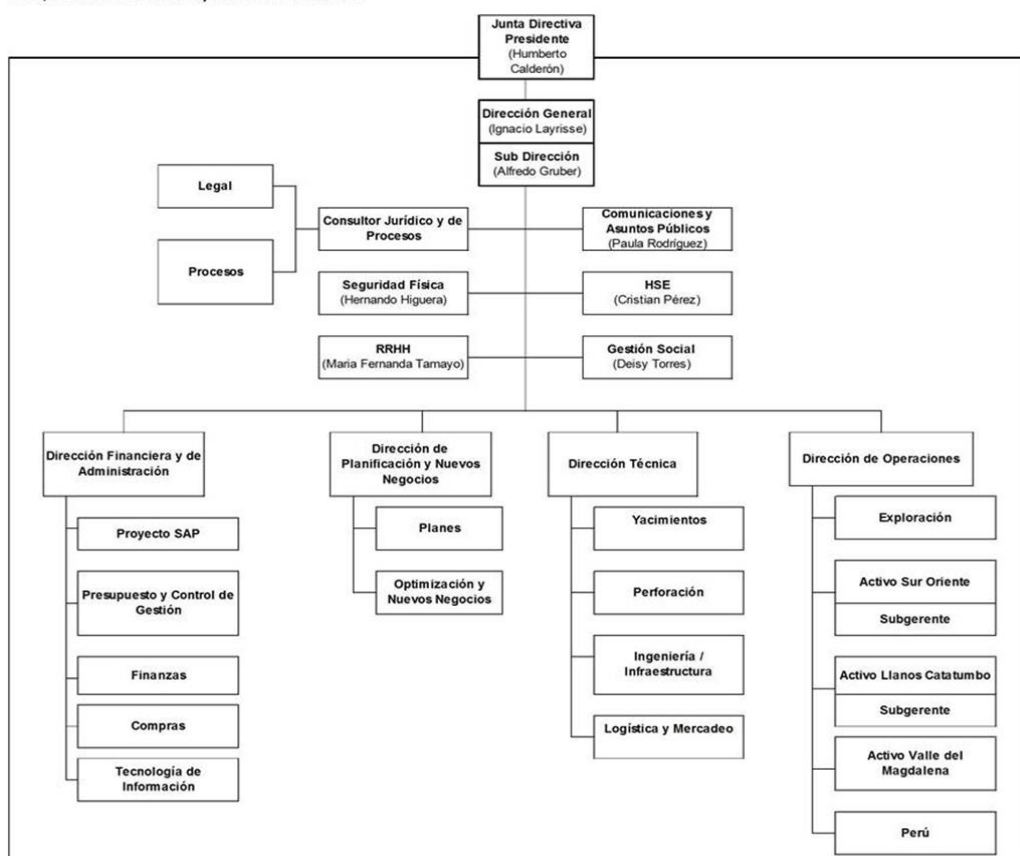 Junta Directiva
Presidente
(Humberto
Calderón)
Dirección General
(Ignacio Layrisse)
Sub Dirección
(Alfredo Gruber)
Legal
Procesos
Consultor Jurídico y de
Procesos
Comunicaciones y
Asuntos Públicos
(Paula Rodríguez)
Seguridad Física
(Hernando Higuera)
HSE
(Cristian Pérez)
RRHH
(Maria Fernanda Tamayo)
Gestión Social
(Deisy Torres)
Dirección Financiera y de
Administración
Proyecto SAP
Presupuesto y Control de
Gestión
Finanzas
Compras
Tecnología de
Información
Dirección de
Planificación y Nuevos
Negocios
Planes
Optimización y
Nuevos Negocios
Dirección Técnica
Yacimientos
Perforación
Ingeniería /
Infraestructura
Logística y Mercadeo
Dirección de Operaciones
Exploración
Activo Sur Oriente
Subgerente
Activo Llanos Catatumbo
Subgerente
Activo Valle del
Magdalena
Perú